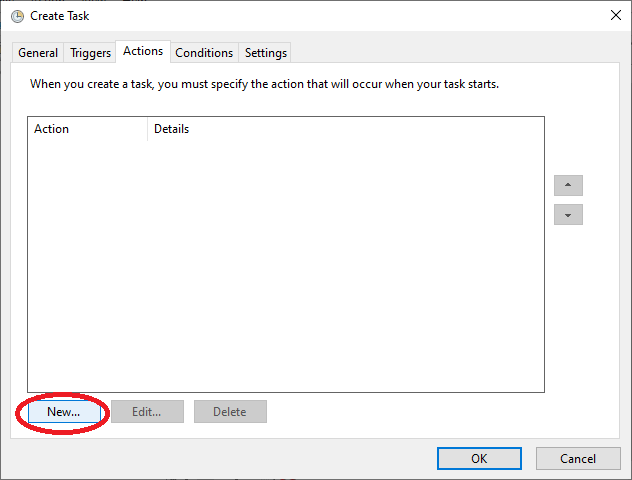 Create Task
General Triggers Actions Conditions Settings
When you create a task, you must specify the action that will occur when your task starts.
Action Details
New... Edit... Delete
OK Cancel